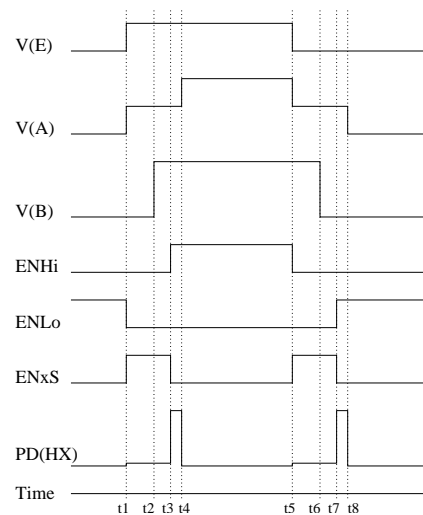 V(E)
V(A)
V(B)
ENHi
ENLo
ENxS
PD(HX)
Time
t1 t2 t3 t4 t5 t6 t7 t8